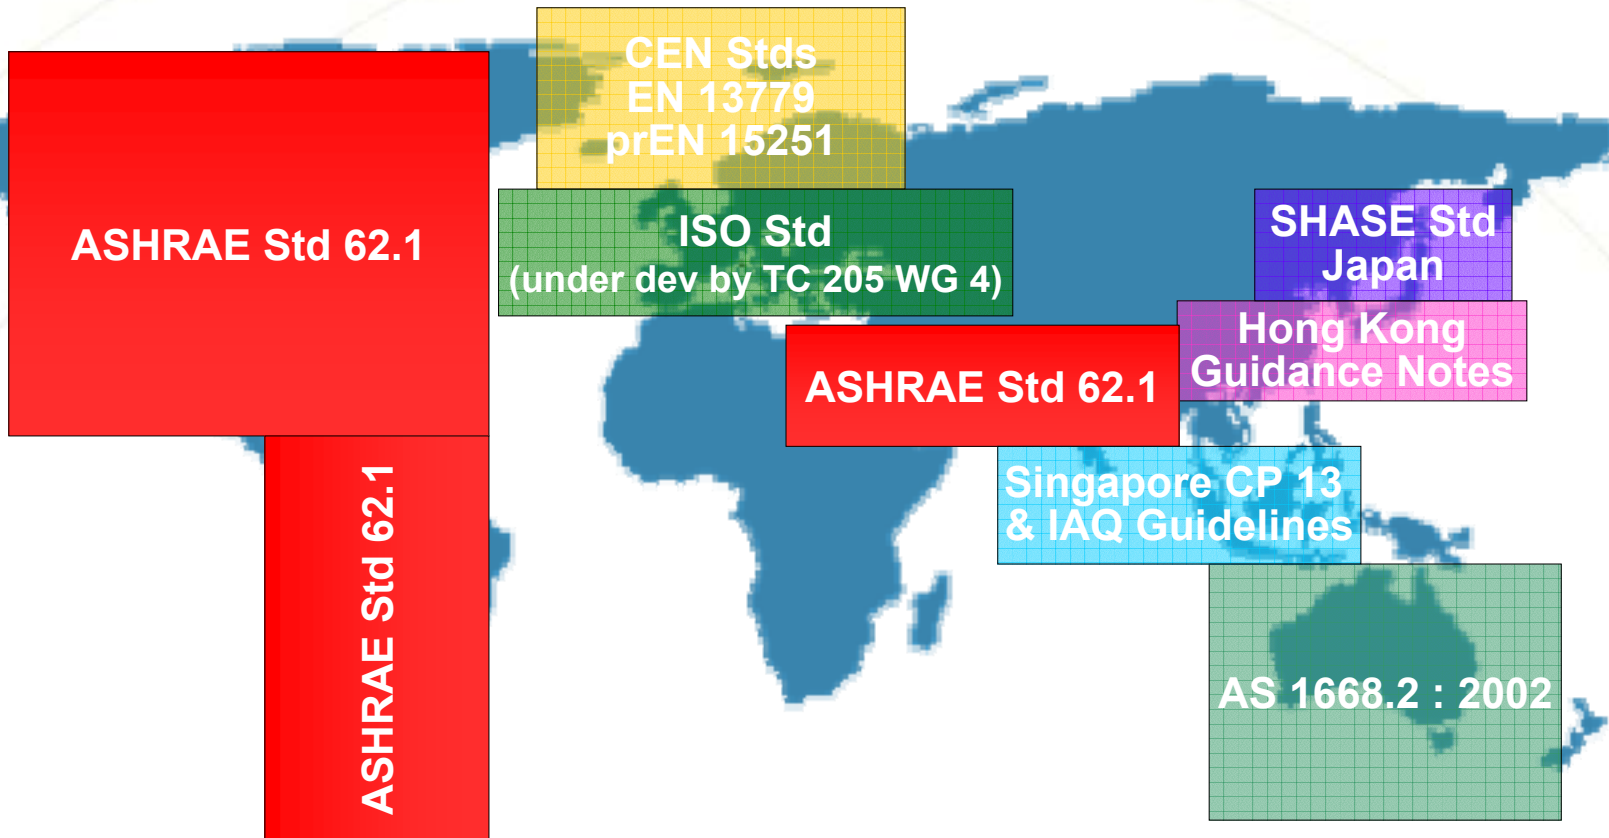 CEN Stds
EN 13779
prEN 15251
ASHRAE Std 62.1
ISO Std
(under dev by TC 205 WG 4)
SHASE Std
Japan
Hong Kong
Guidance Notes
ASHRAE Std 62.1
Singapore CP 13
& IAQ Guidelines
ASHRAE Std 62.1
AS 1668.2 : 2002